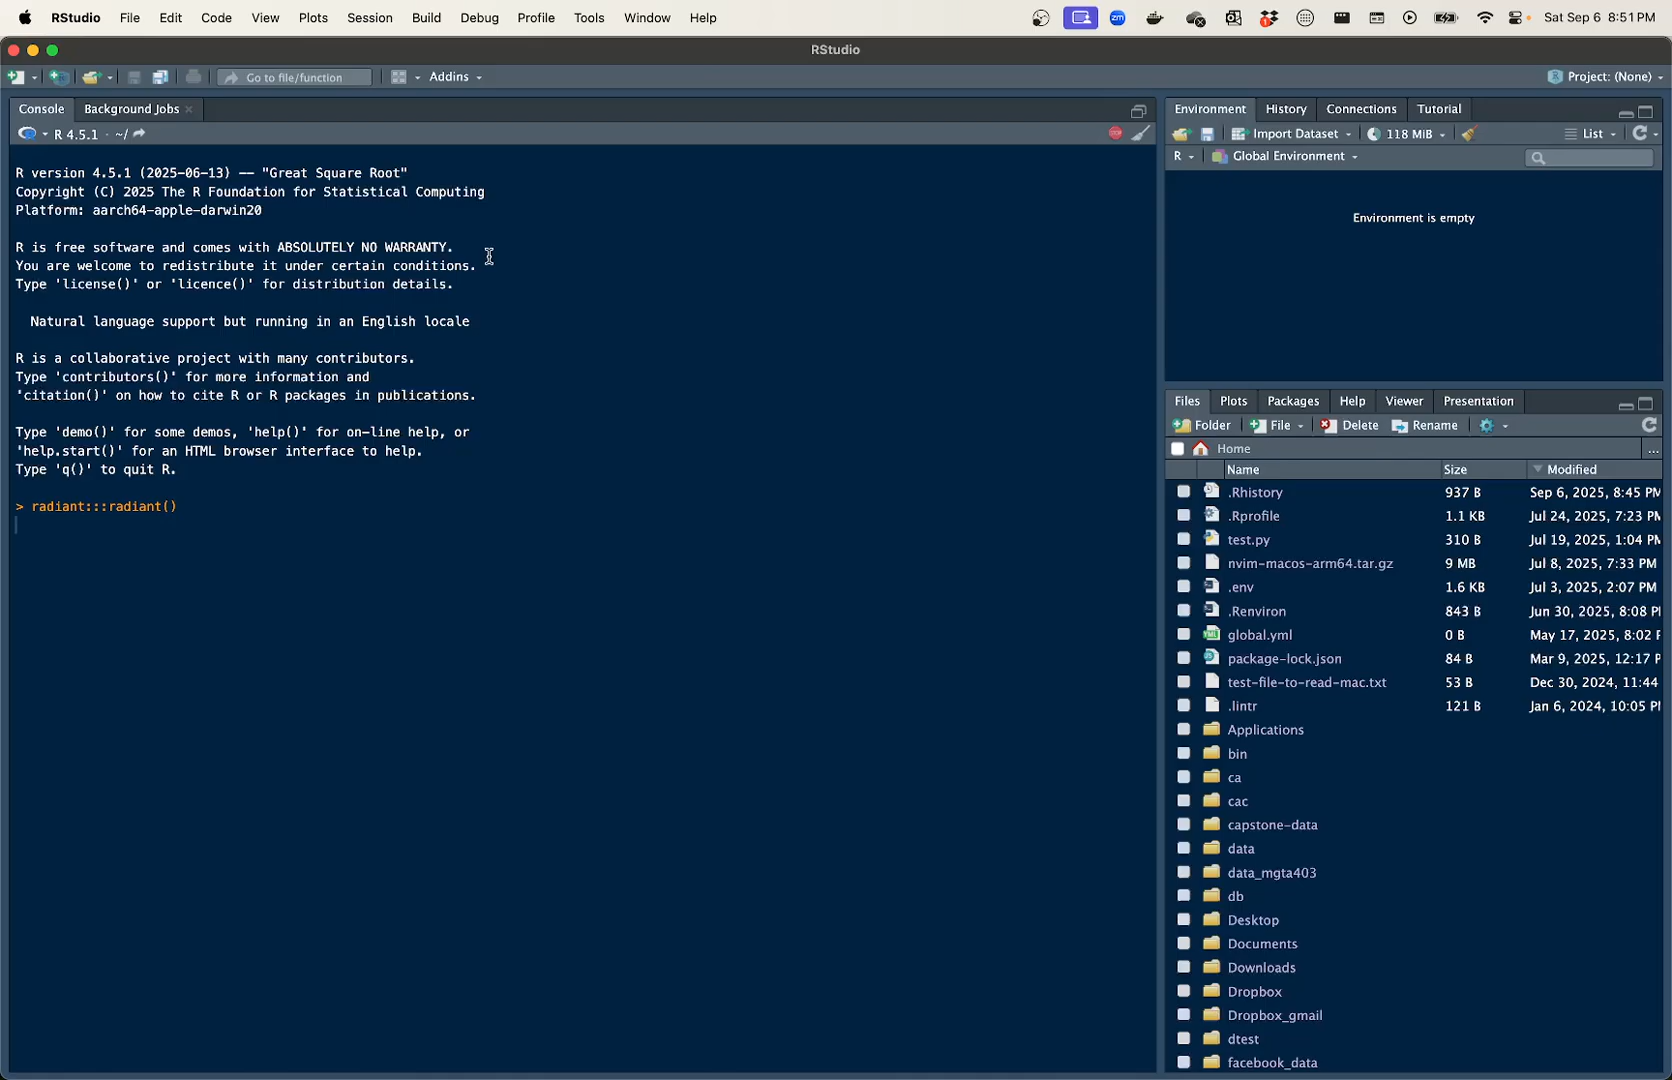 RStudio File Edit Code View Plots Session Build Debug Profile Tools Window Help
Sat Sep 6 8:51 PM
RStudio
Go to file/function
Addins
Project: (None)
Console Background Jobs
R 4.5.1 · ~/
R version 4.5.1 (2025-06-13) -- "Great Square Root"
Copyright (C) 2025 The R Foundation for Statistical Computing
Platform: aarch64-apple-darwin20
R is free software and comes with ABSOLUTELY NO WARRANTY.
You are welcome to redistribute it under certain conditions.
Type 'license()' or 'licence()' for distribution details.
Natural language support but running in an English locale
R is a collaborative project with many contributors.
Type 'contributors()' for more information and
'citation()' on how to cite R or R packages in publications.
Type 'demo()' for some demos, 'help()' for on-line help, or
'help.start()' for an HTML browser interface to help.
Type 'q()' to quit R.
> radiant:::radiant()
Environment History Connections Tutorial
Import Dataset 118 MiB List
R Global Environment
Environment is empty
Files Plots Packages Help Viewer Presentation
Folder File Delete Rename
Home ...
Name Size Modified
.Rhistory 937 B Sep 6, 2025, 8:45 PM
.Rprofile 1.1 KB Jul 24, 2025, 7:23 PM
test.py 310 B Jul 19, 2025, 1:04 PM
nvim-macos-arm64.tar.gz 9 MB Jul 8, 2025, 7:33 PM
.env 1.6 KB Jul 3, 2025, 2:07 PM
.Renviron 843 B Jun 30, 2025, 8:08 P
global.yml 0 B May 17, 2025, 8:02 P
package-lock.json 84 B Mar 9, 2025, 12:17 P
test-file-to-read-mac.txt 53 B Dec 30, 2024, 11:44
.lintr 121 B Jan 6, 2024, 10:05 P
Applications
bin
ca
cac
capstone-data
data
data_mgta403
db
Desktop
Documents
Downloads
Dropbox
Dropbox_gmail
dtest
facebook_data